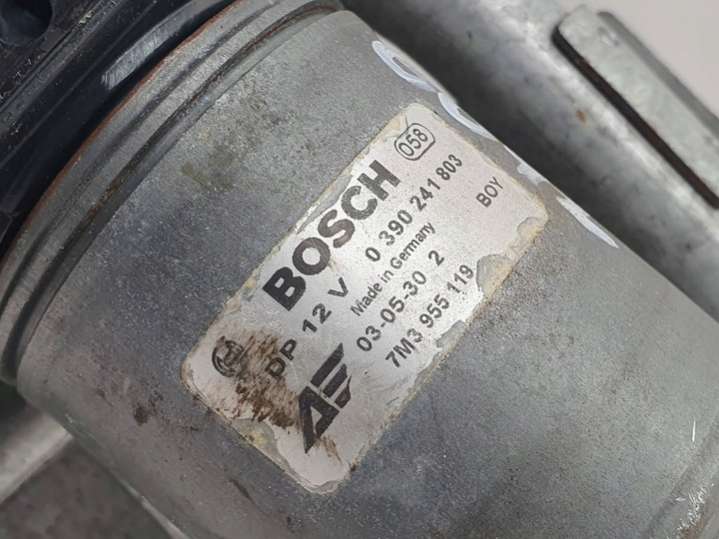 BOSCH 058
DP 12 V 0 390 241 803
Made in Germany BOY
03-05-30 2
7M3 955 119